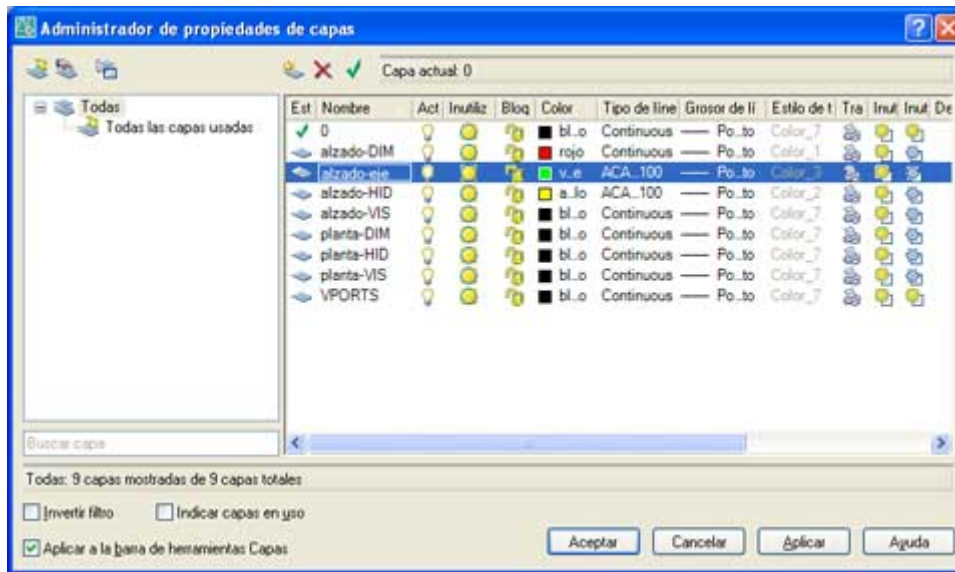 Administrador de propiedades de capas
Capa actual: 0
Todas
Todas las capas usadas
Est Nombre Act Inutiliz Bloq Color Tipo de líne Grosor de lí Estilo de t Tra Inut Inut De
0 bl...o Continuous Po...to Color_7
alzado-DIM rojo Continuous Po...to Color_1
alzado-eje v...e ACA...100 Po...to Color_3
alzado-HID a...lo ACA...100 Po...to Color_2
alzado-VIS bl...o Continuous Po...to Color_7
planta-DIM bl...o Continuous Po...to Color_7
planta-HID bl...o Continuous Po...to Color_7
planta-VIS bl...o Continuous Po...to Color_7
VPORTS bl...o Continuous Po...to Color_7
Buscar capa
Todas: 9 capas mostradas de 9 capas totales
Invertir filtro Indicar capas en uso
Aplicar a la barra de herramientas Capas
Aceptar Cancelar Aplicar Ayuda